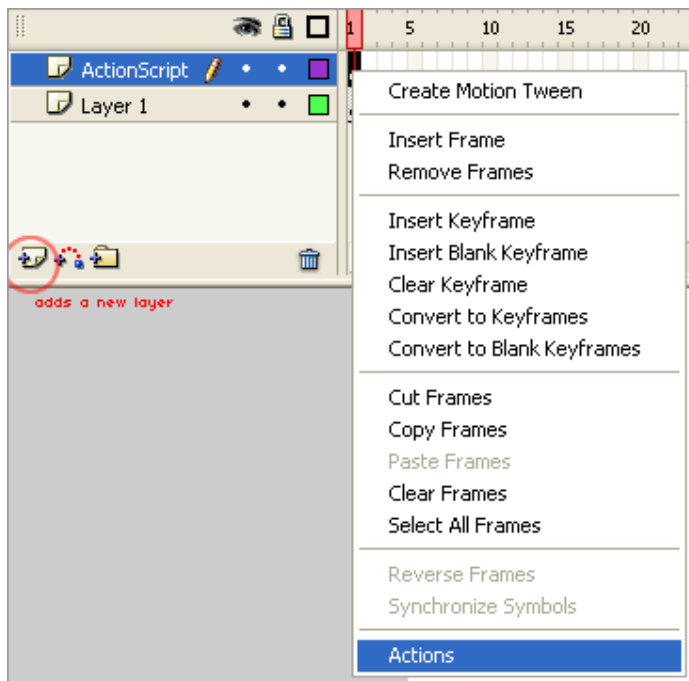 1 5 10 15 20
ActionScript
Layer 1
adds a new layer
Create Motion Tween
Insert Frame
Remove Frames
Insert Keyframe
Insert Blank Keyframe
Clear Keyframe
Convert to Keyframes
Convert to Blank Keyframes
Cut Frames
Copy Frames
Paste Frames
Clear Frames
Select All Frames
Reverse Frames
Synchronize Symbols
Actions